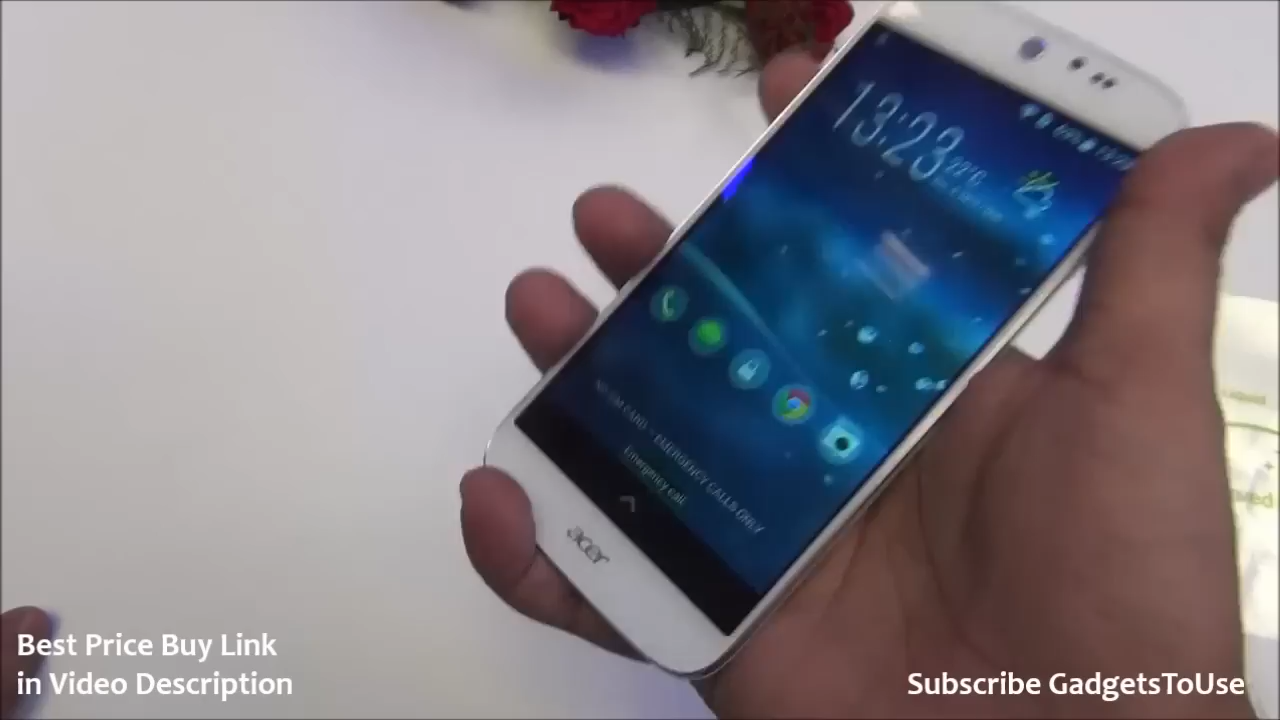 13:23
22°C
NO SIM CARD – EMERGENCY CALLS ONLY
Emergency call
acer
Best Price Buy Link
in Video Description
Subscribe GadgetsToUse